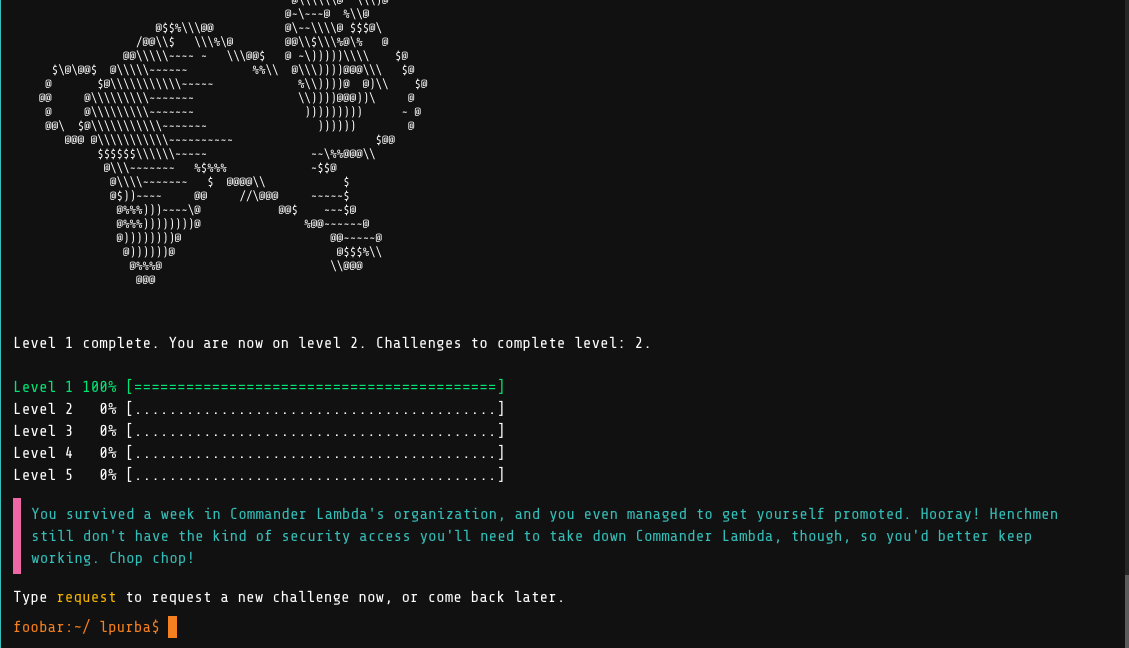 Level 1 complete. You are now on level 2. Challenges to complete level: 2.
Level 1 100% [==========================================]
Level 2   0% [..........................................]
Level 3   0% [..........................................]
Level 4   0% [..........................................]
Level 5   0% [..........................................]
You survived a week in Commander Lambda's organization, and you even managed to get yourself promoted. Hooray! Henchmen
still don't have the kind of security access you'll need to take down Commander Lambda, though, so you'd better keep
working. Chop chop!
Type request to request a new challenge now, or come back later.
foobar:~/ lpurba$